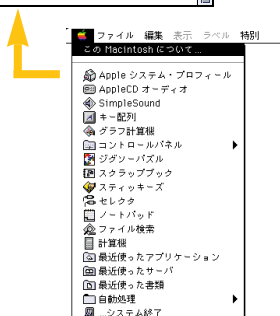 ファイル 編集 表示 ラベル 特別
この Macintosh について...
Apple システム・プロフィール
AppleCD オーディオ
SimpleSound
キー配列
グラフ計算機
コントロールパネル
ジグソーパズル
スクラップブック
スティッキーズ
セレクタ
ノートパッド
ファイル検索
計算機
最近使ったアプリケーション
最近使ったサーバ
最近使った書類
自動処理
...システム終了